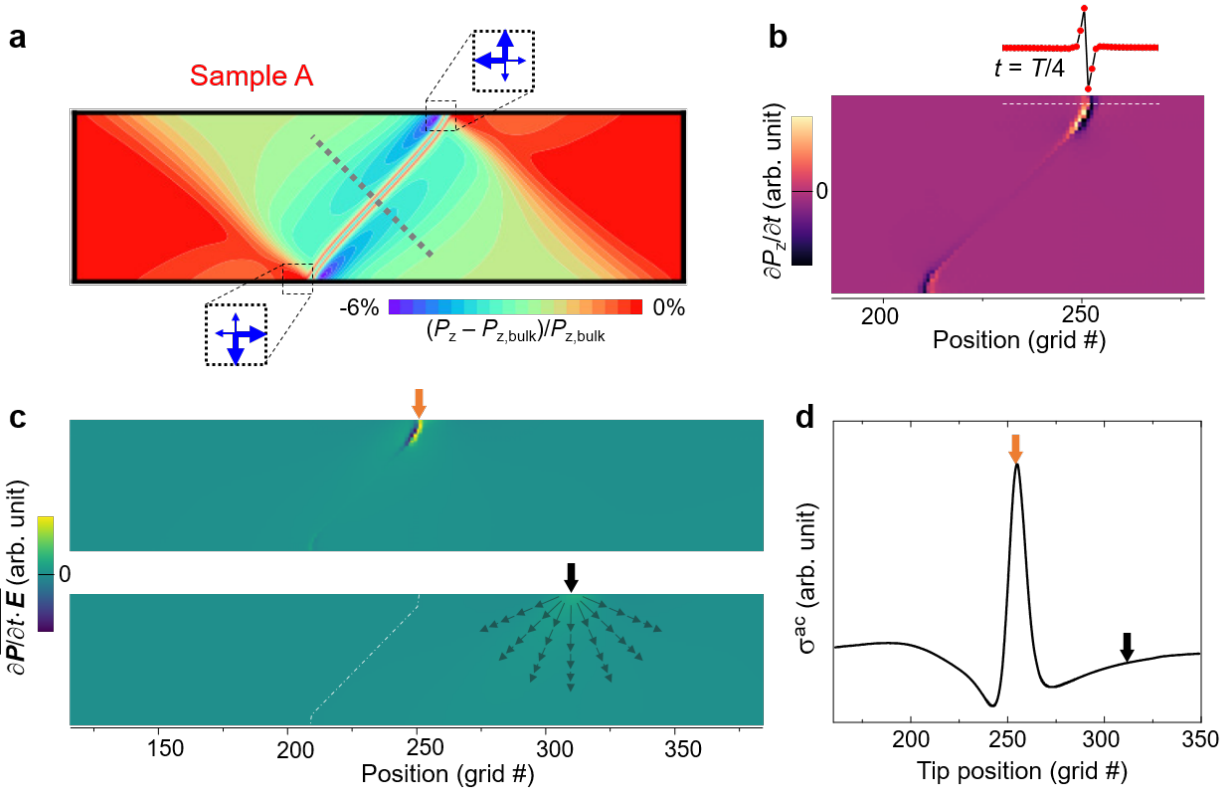 a
Sample A
-6%
0%
(Pz − Pz,bulk)/Pz,bulk
b
t = T/4
∂Pz/∂t (arb. unit)
0
200
250
Position (grid #)
c
∂P/∂t · E (arb. unit)
0
150
200
250
300
350
Position (grid #)
d
σac (arb. unit)
200
250
300
350
Tip position (grid #)